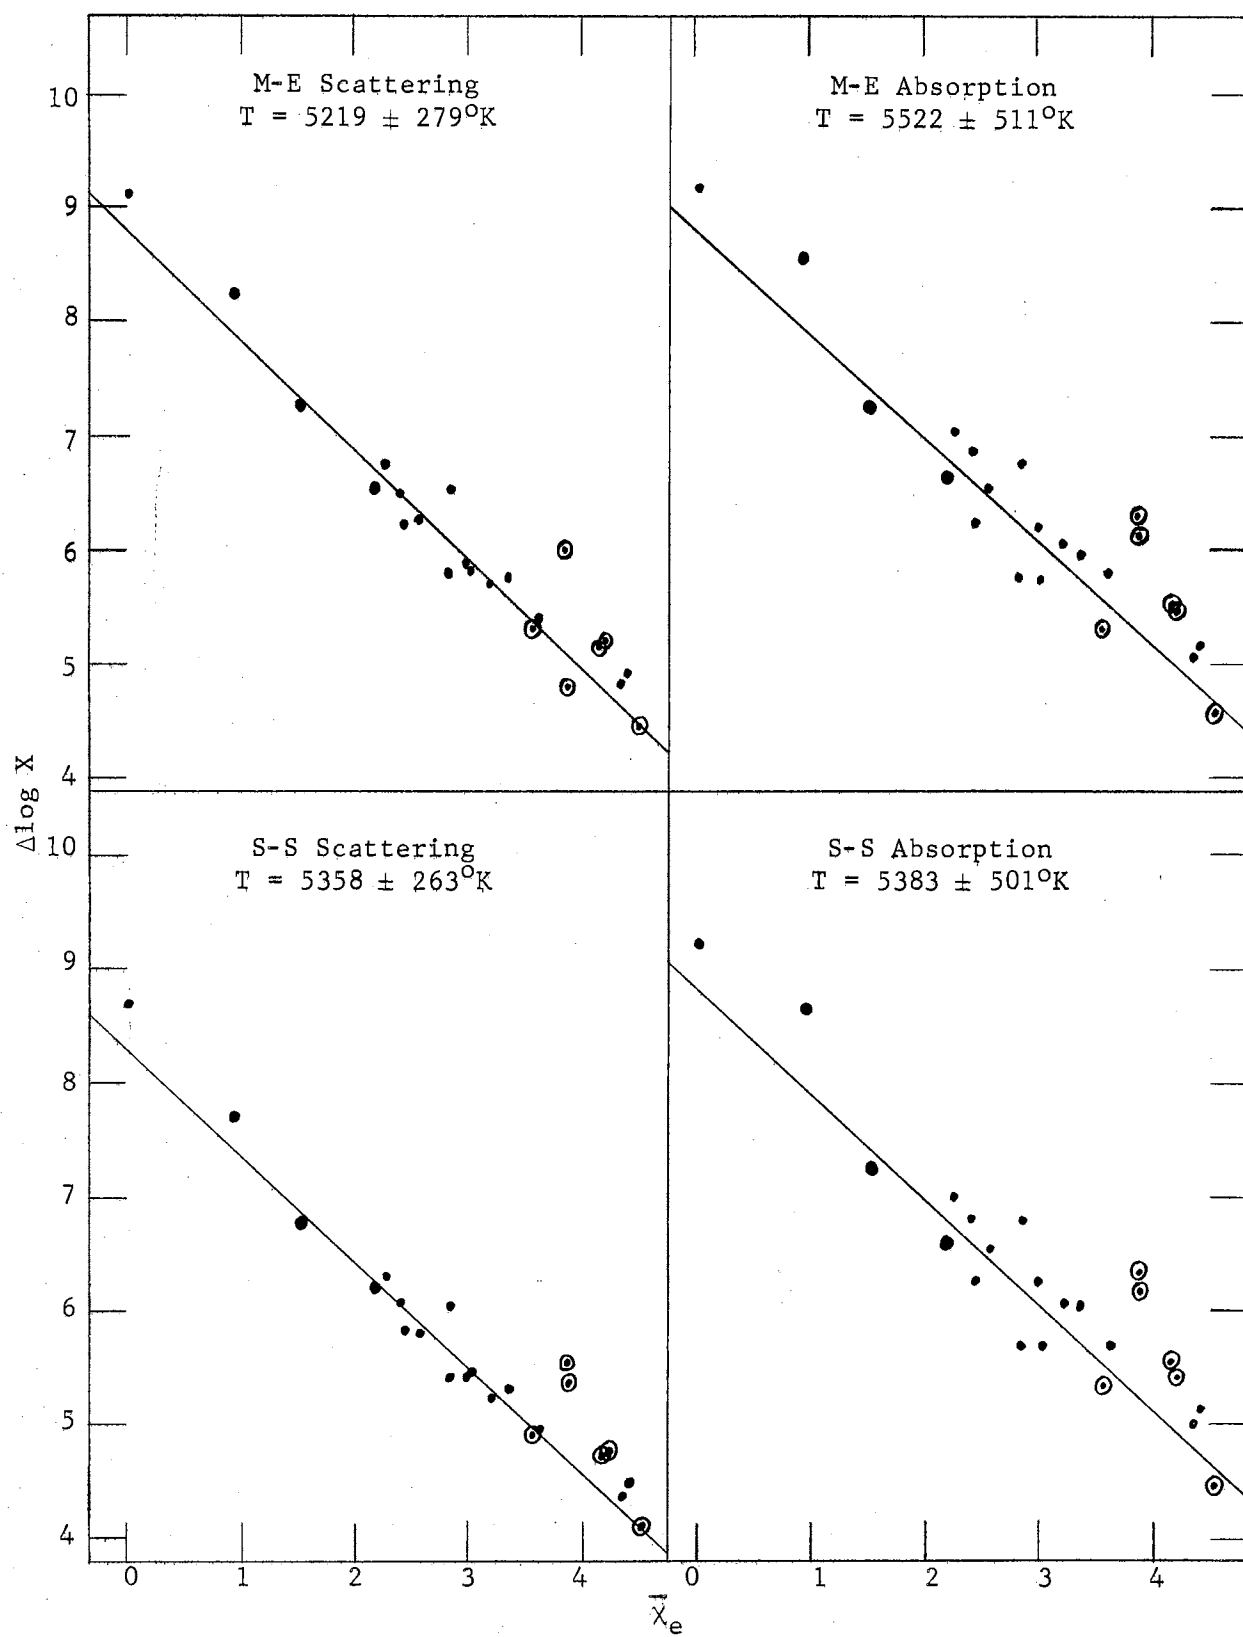 M-E Scattering
T = 5219 ± 279°K
M-E Absorption
T = 5522 ± 511°K
10
9
8
7
6
5
4
Δlog X
S-S Scattering
T = 5358 ± 263°K
S-S Absorption
T = 5383 ± 501°K
10
9
8
7
6
5
4
0 1 2 3 4 0 1 2 3 4
χ̄e